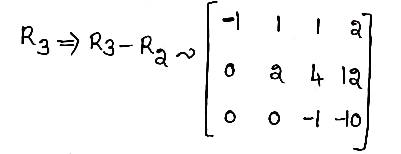 R₃ ⇒ R₃ - R₂ ~ [ -1 1 1 2
0 2 4 12
0 0 -1 -10 ]